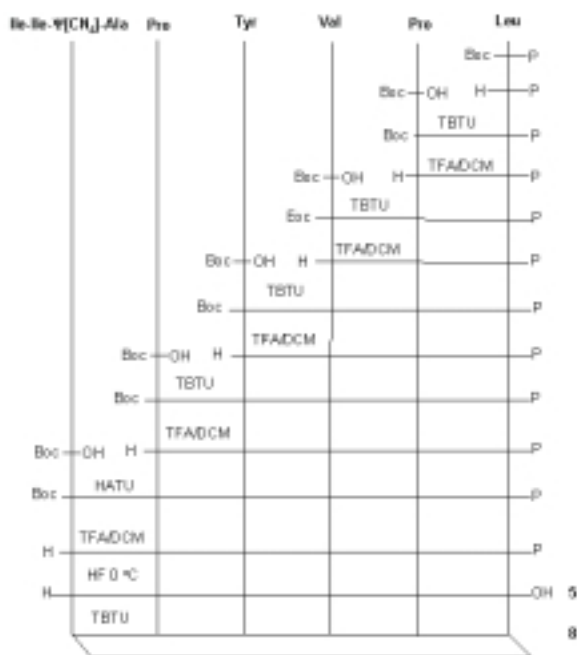 Ile-Ile-Ψ[CN₄]-Ala Pro Tyr Val Pro Leu
Boc P
Boc OH H P
TBTU
Boc P
TFA/DCM
Boc OH H P
TBTU
Boc P
TFA/DCM
Boc OH H P
TBTU
Boc P
TFA/DCM
Boc OH H P
TBTU
Boc P
TFA/DCM
Boc OH H P
HATU
Boc P
TFA/DCM
H P
HF 0 ºC
H OH 5
TBTU
8